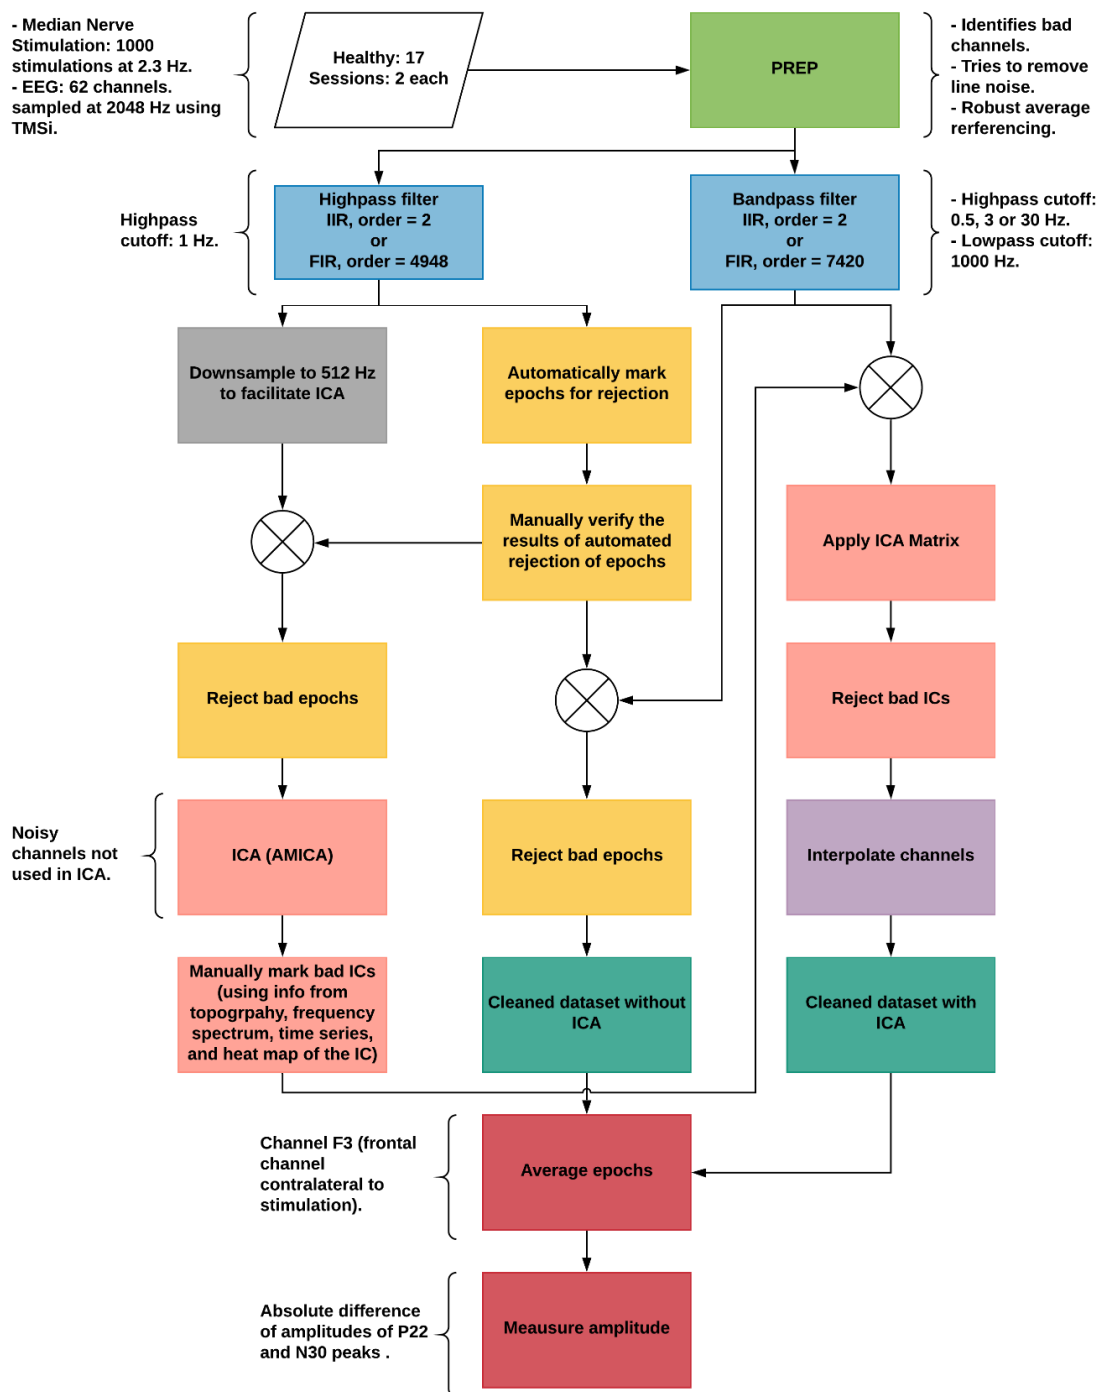 - Median Nerve
Stimulation: 1000
stimulations at 2.3 Hz.
- EEG: 62 channels.
sampled at 2048 Hz using
TMSi.
Healthy: 17
Sessions: 2 each
PREP
- Identifies bad
channels.
- Tries to remove
line noise.
- Robust average
rerferencing.
Highpass
cutoff: 1 Hz.
Highpass filter
IIR, order = 2
or
FIR, order = 4948
Bandpass filter
IIR, order = 2
or
FIR, order = 7420
- Highpass cutoff:
0.5, 3 or 30 Hz.
- Lowpass cutoff:
1000 Hz.
Downsample to 512 Hz
to facilitate ICA
Automatically mark
epochs for rejection
Manually verify the
results of automated
rejection of epochs
Apply ICA Matrix
Reject bad epochs
Reject bad ICs
Noisy
channels not
used in ICA.
ICA (AMICA)
Reject bad epochs
Interpolate channels
Manually mark bad ICs
(using info from
topogrpahy, frequency
spectrum, time series,
and heat map of the IC)
Cleaned dataset without
ICA
Cleaned dataset with
ICA
Channel F3 (frontal
channel
contralateral to
stimulation).
Average epochs
Absolute difference
of amplitudes of P22
and N30 peaks .
Meausure amplitude